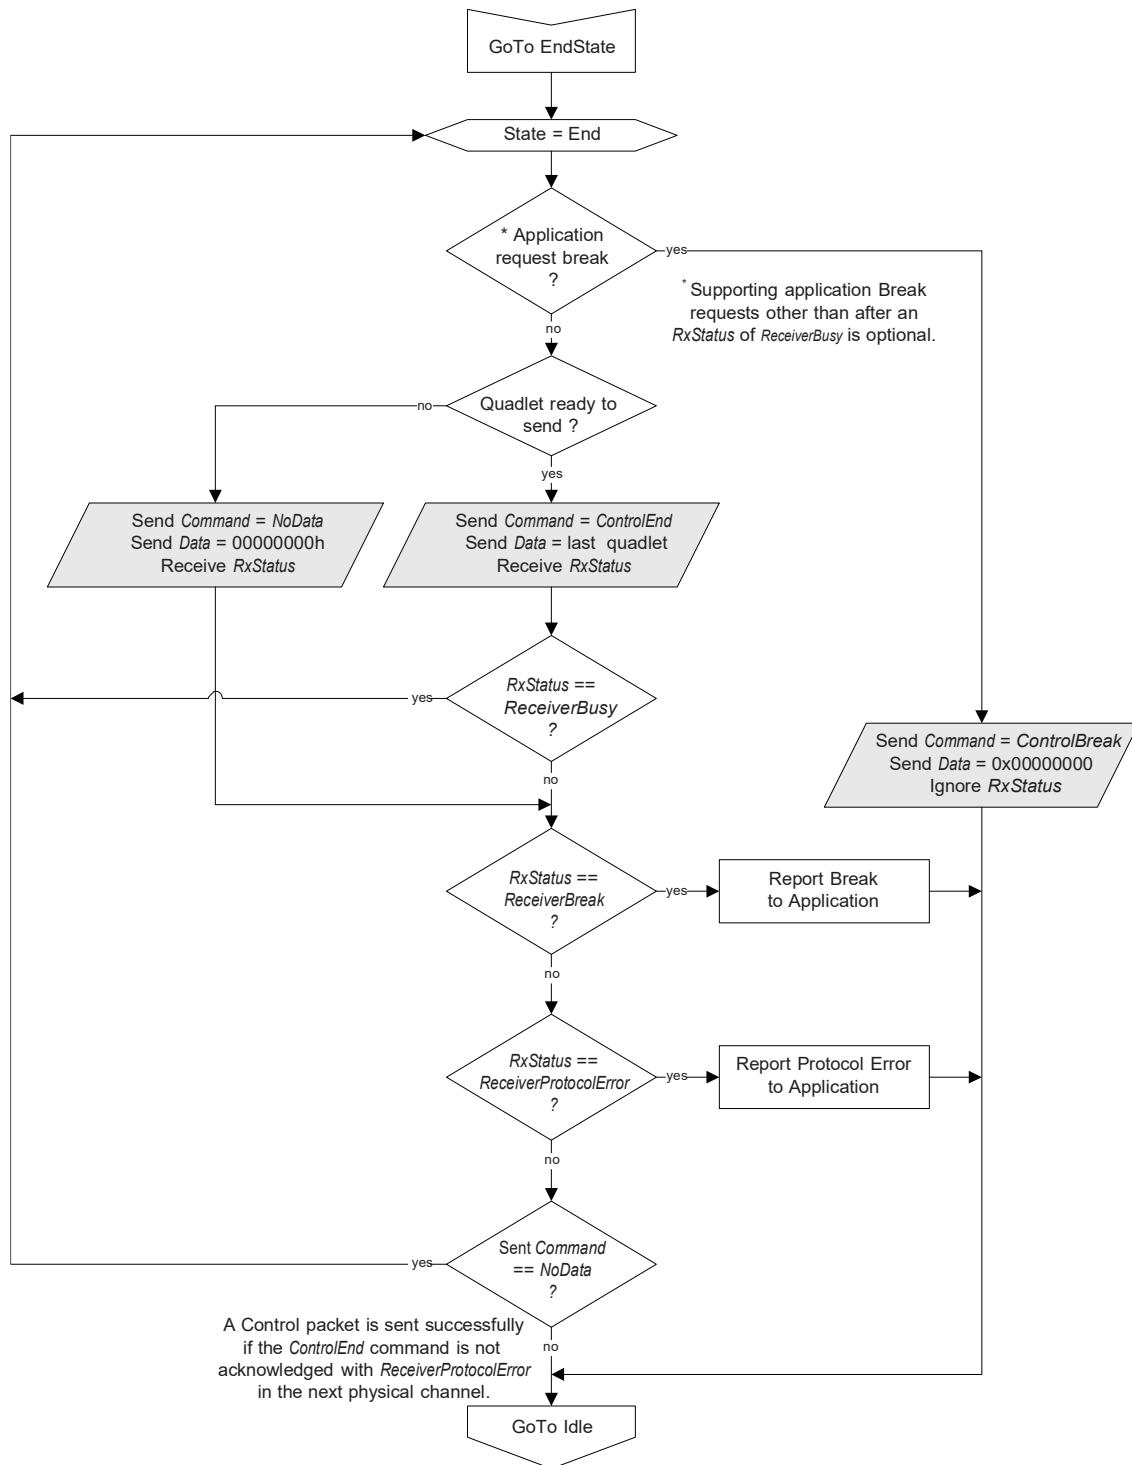 GoTo EndState
State = End
* Application
request break
?
yes
* Supporting application Break
requests other than after an
RxStatus of ReceiverBusy is optional.
no
Quadlet ready to
send ?
no
yes
Send Command = NoData
Send Data = 00000000h
Receive RxStatus
Send Command = ControlEnd
Send Data = last quadlet
Receive RxStatus
RxStatus ==
ReceiverBusy
?
yes
no
Send Command = ControlBreak
Send Data = 0x00000000
Ignore RxStatus
RxStatus ==
ReceiverBreak
?
yes
Report Break
to Application
no
RxStatus ==
ReceiverProtocolError
?
yes
Report Protocol Error
to Application
no
Sent Command
== NoData
?
yes
no
A Control packet is sent successfully
if the ControlEnd command is not
acknowledged with ReceiverProtocolError
in the next physical channel.
GoTo Idle